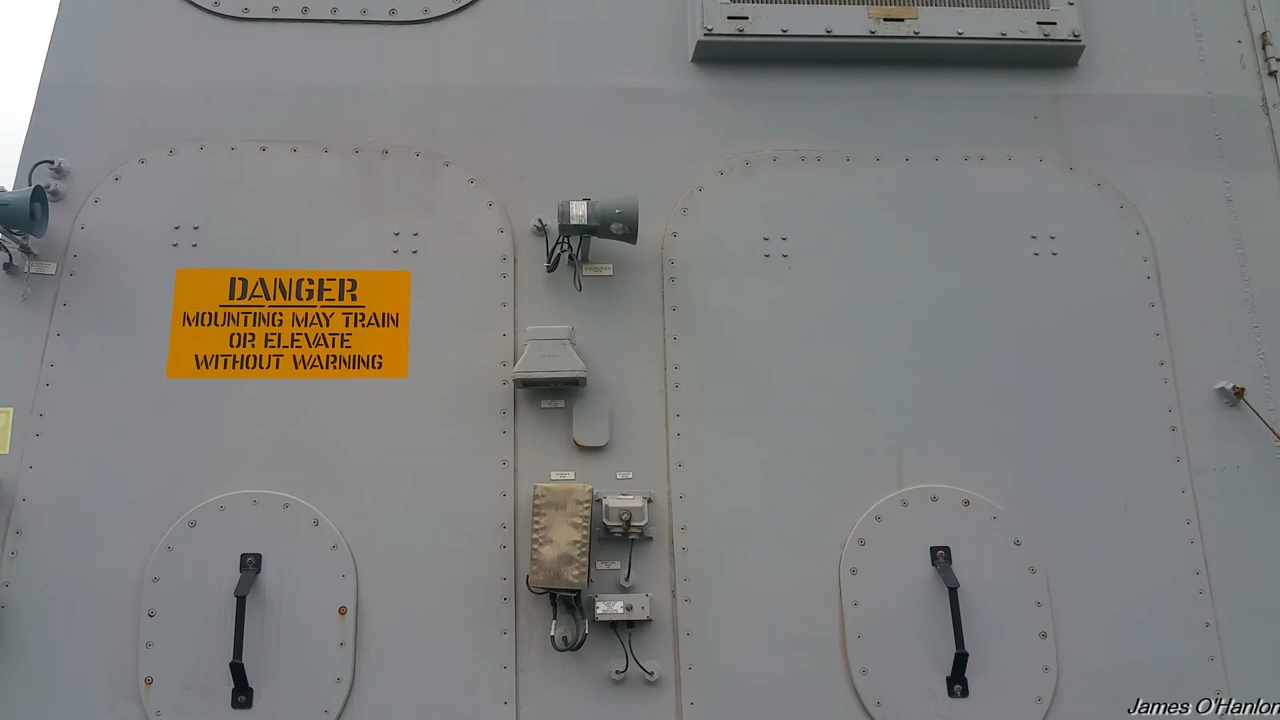 DANGER
MOUNTING MAY TRAIN
OR ELEVATE
WITHOUT WARNING
James O'Hanlon